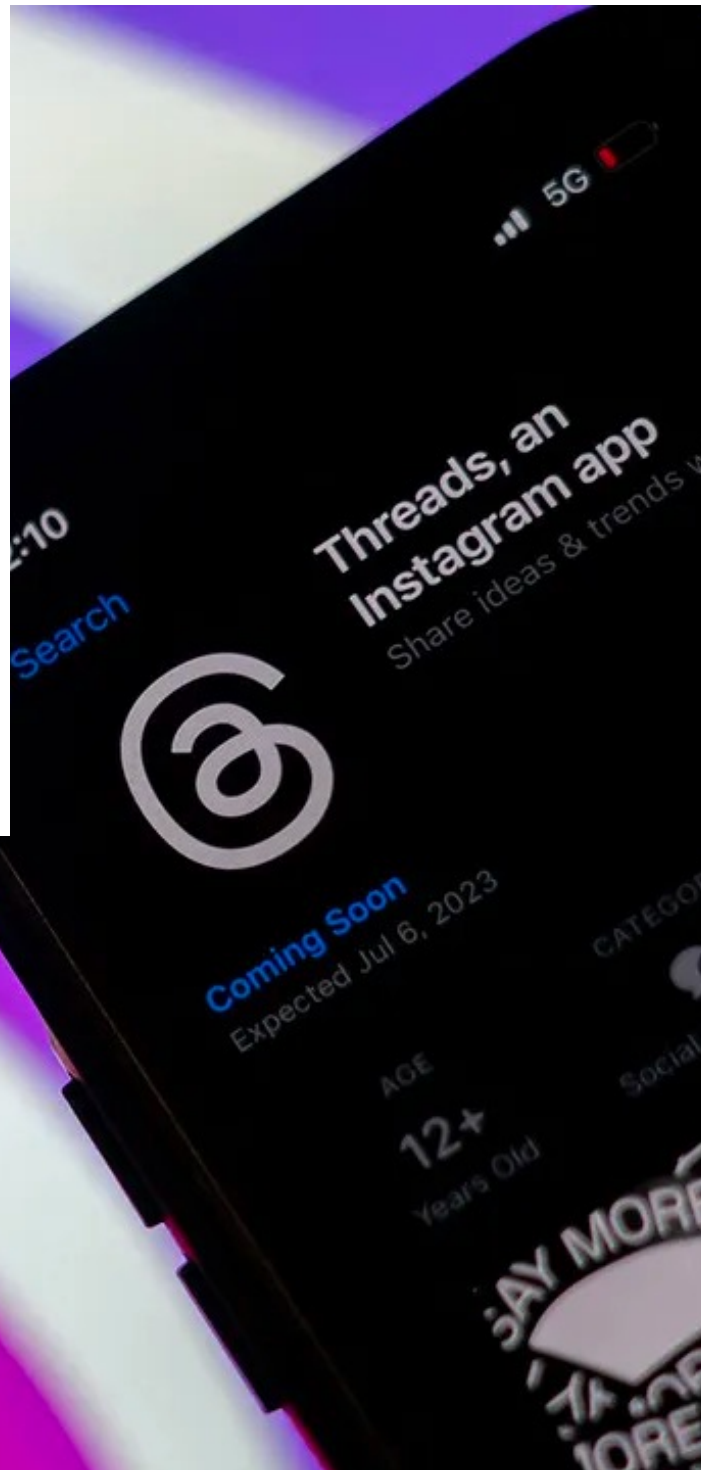 5G
:10
Search
Threads, an
Instagram app
Share ideas & trends
Coming Soon
Expected Jul 6, 2023
AGE
12+
Years Old
CATEGO
Social
SAY MORE